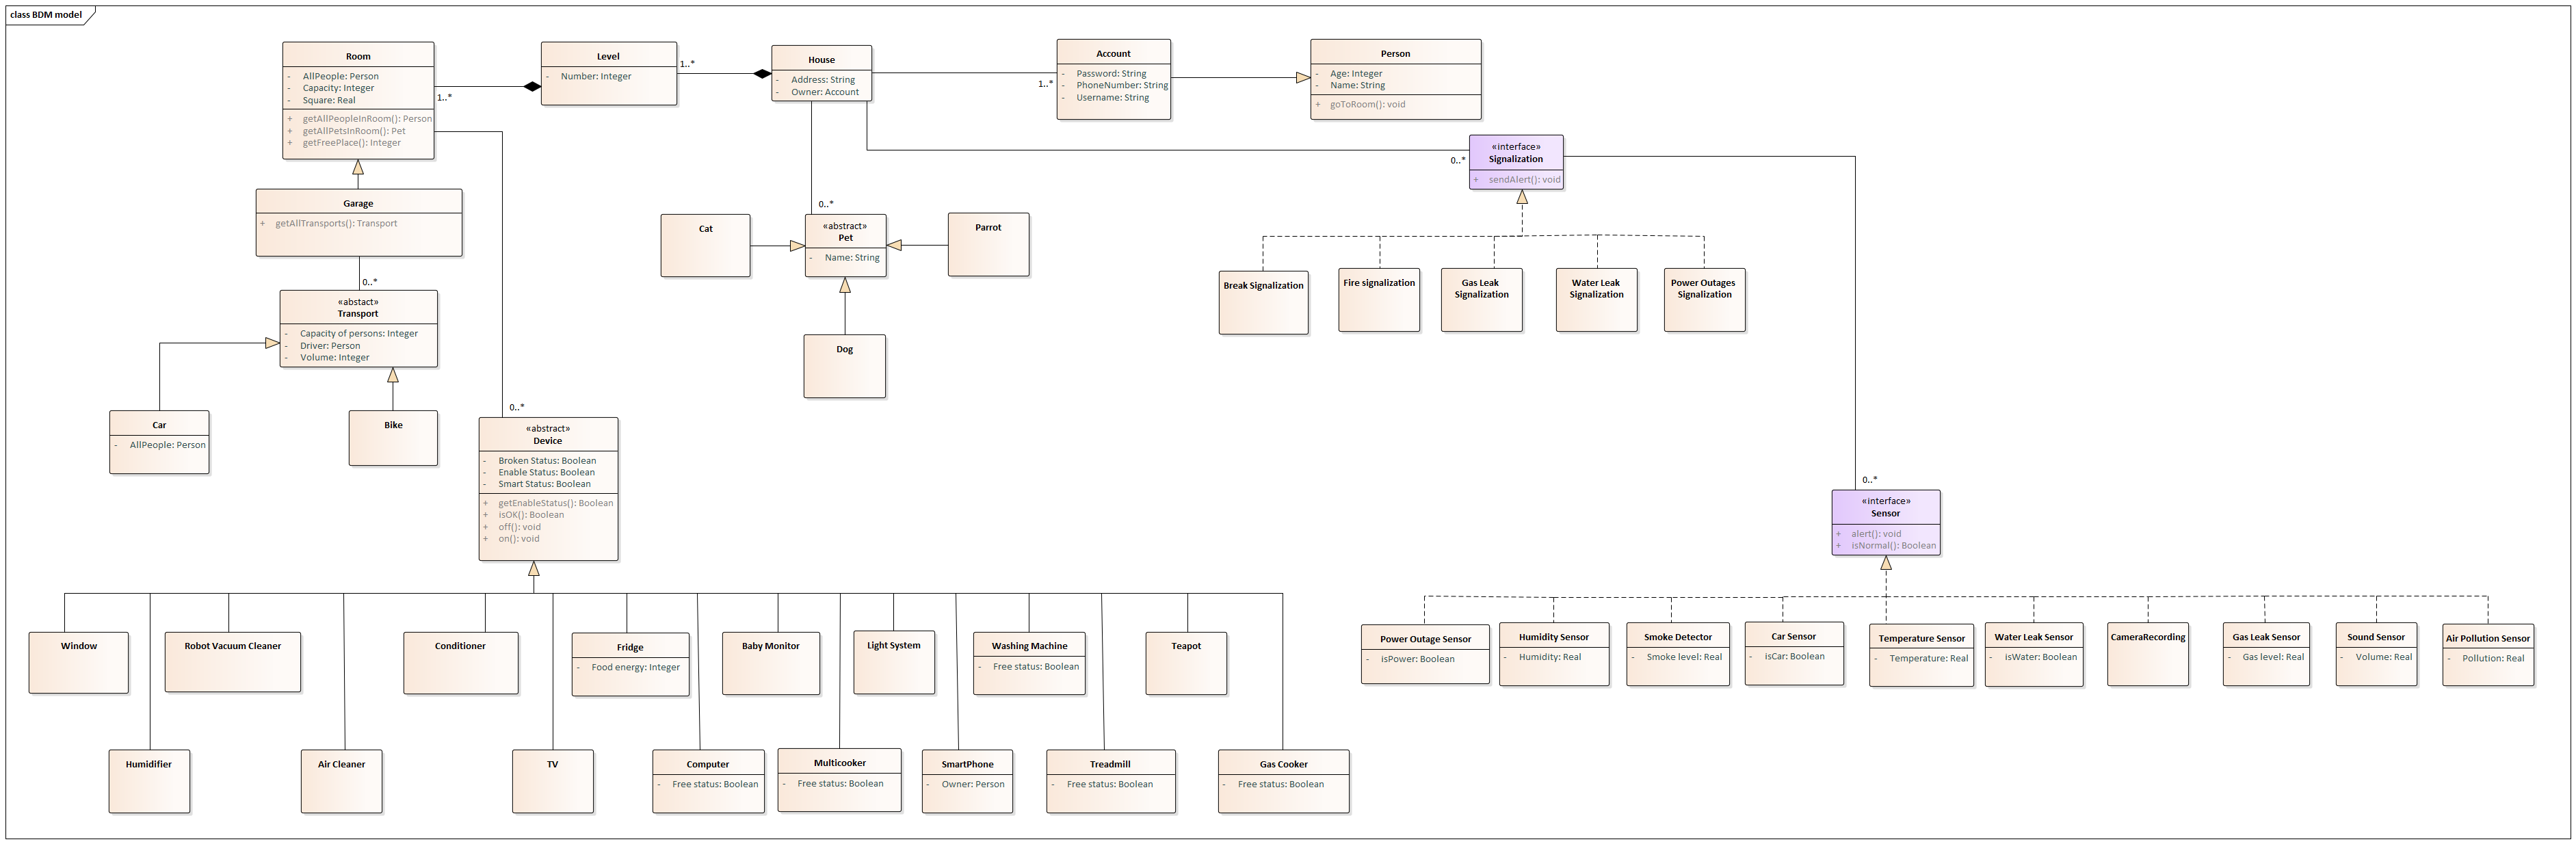 class BDM model
Room
- AllPeople: Person
- Capacity: Integer
- Square: Real
+ getAllPeopleInRoom(): Person
+ getAllPetsInRoom(): Pet
+ getFreePlace(): Integer
1..*
Level
- Number: Integer
1..*
House
- Address: String
- Owner: Account
1..*
Account
- Password: String
- PhoneNumber: String
- Username: String
Person
- Age: Integer
- Name: String
+ goToRoom(): void
0..*
«interface»
Signalization
+ sendAlert(): void
Garage
+ getAllTransports(): Transport
0..*
«abstact»
Transport
- Capacity of persons: Integer
- Driver: Person
- Volume: Integer
Car
- AllPeople: Person
Bike
Cat
0..*
«abstract»
Pet
- Name: String
Parrot
Dog
Break Signalization
Fire signalization
Gas Leak
Signalization
Water Leak
Signalization
Power Outages
Signalization
0..*
«abstract»
Device
- Broken Status: Boolean
- Enable Status: Boolean
- Smart Status: Boolean
+ getEnableStatus(): Boolean
+ isOK(): Boolean
+ off(): void
+ on(): void
0..*
«interface»
Sensor
+ alert(): void
+ isNormal(): Boolean
Window
Robot Vacuum Cleaner
Conditioner
Fridge
- Food energy: Integer
Baby Monitor
Light System
Washing Machine
- Free status: Boolean
Teapot
Power Outage Sensor
- isPower: Boolean
Humidity Sensor
- Humidity: Real
Smoke Detector
- Smoke level: Real
Car Sensor
- isCar: Boolean
Temperature Sensor
- Temperature: Real
Water Leak Sensor
- isWater: Boolean
CameraRecording
Gas Leak Sensor
- Gas level: Real
Sound Sensor
- Volume: Real
Air Pollution Sensor
- Pollution: Real
Humidifier
Air Cleaner
TV
Computer
- Free status: Boolean
Multicooker
- Free status: Boolean
SmartPhone
- Owner: Person
Treadmill
- Free status: Boolean
Gas Cooker
- Free status: Boolean